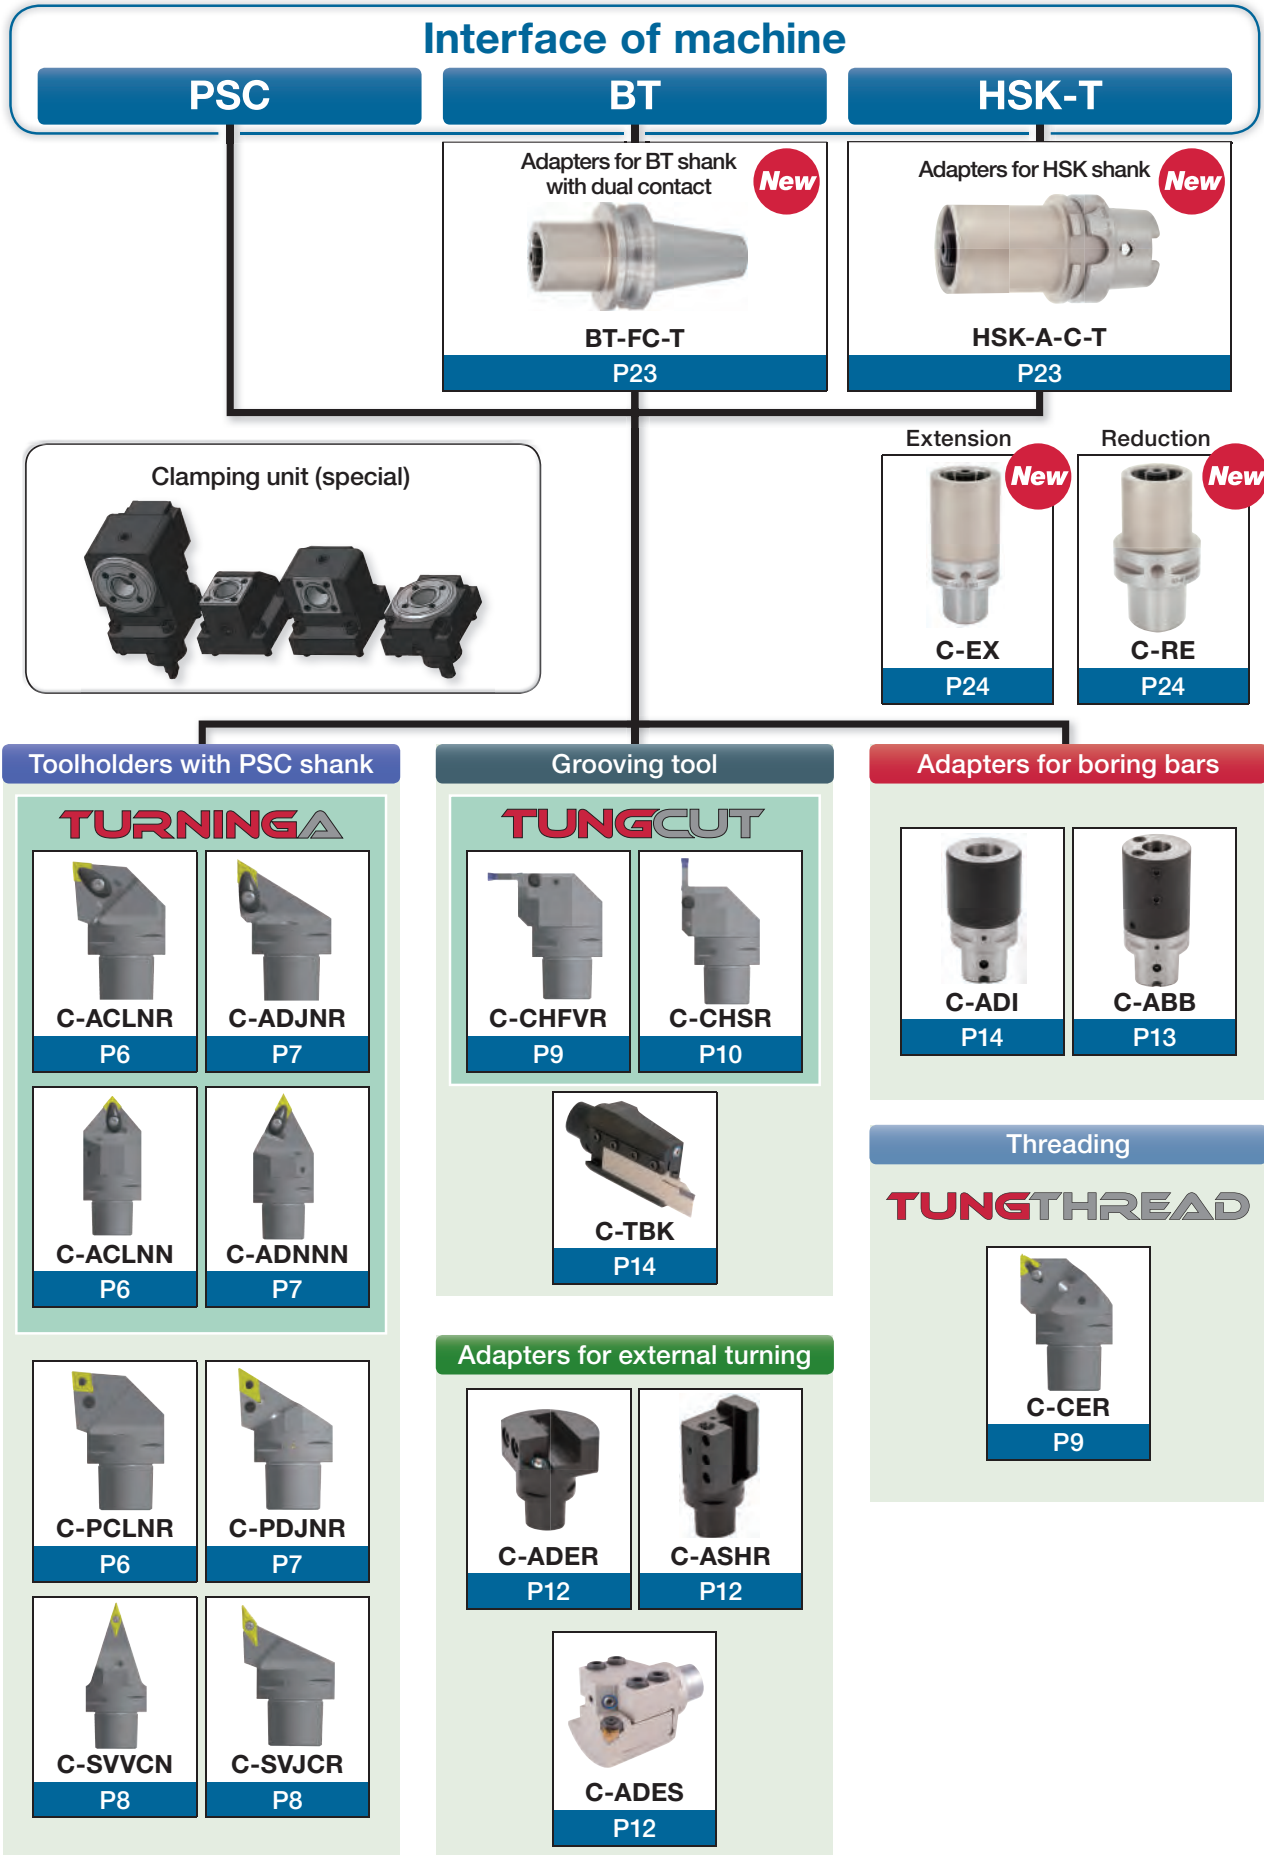 Interface of machine
PSC
BT
HSK-T
Adapters for BT shank
with dual contact
New
BT-FC-T
P23
Adapters for HSK shank
New
HSK-A-C-T
P23
Clamping unit (special)
Extension
New
C-EX
P24
Reduction
New
C-RE
P24
Toolholders with PSC shank
TURNINGA
C-ACLNR
P6
C-ADJNR
P7
C-ACLNN
P6
C-ADNNN
P7
C-PCLNR
P6
C-PDJNR
P7
C-SVVCN
P8
C-SVJCR
P8
Grooving tool
TUNGCUT
C-CHFVR
P9
C-CHSR
P10
C-TBK
P14
Adapters for external turning
C-ADER
P12
C-ASHR
P12
C-ADES
P12
Adapters for boring bars
C-ADI
P14
C-ABB
P13
Threading
TUNGTHREAD
C-CER
P9